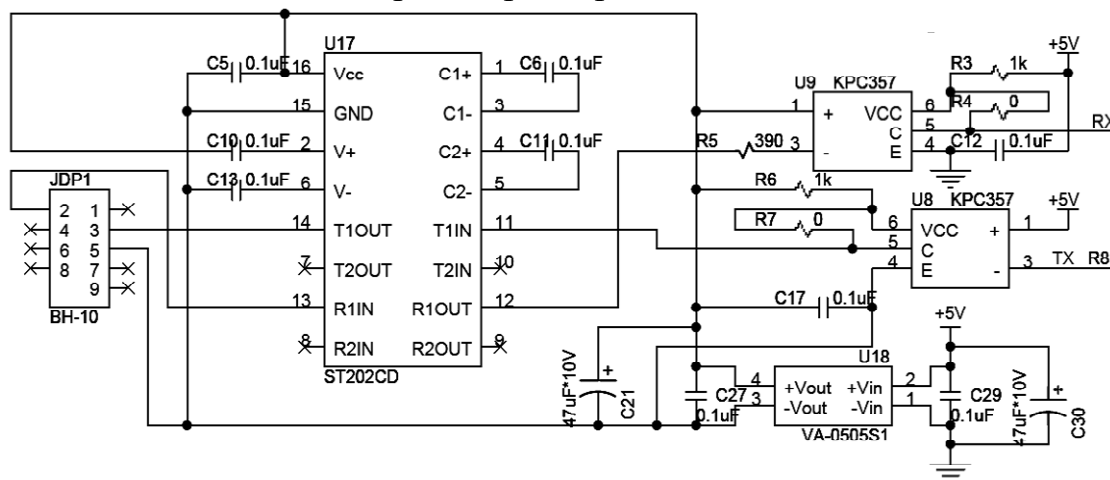 U17
C5 0.1uF
16 Vcc
C1+ 1
C6 0.1uF
15 GND
C1- 3
C10 0.1uF
2 V+
C2+ 4
C11 0.1uF
C13 0.1uF
6 V-
C2- 5
14 T1OUT
T1IN 11
7 T2OUT
T2IN 10
13 R1IN
R1OUT 12
8 R2IN
R2OUT 9
ST202CD
JDP1
2 1
4 3
6 5
8 7
9
BH-10
+5V
R3 1k
U9 KPC357
R4 0
1 + VCC 6
C 5
RX
R5 390 3 - E 4
C12 0.1uF
R6 1k
U8 KPC357
+5V
R7 0
6 VCC + 1
5 C
4 E - 3
TX R8
C17 0.1uF
+5V
U18
47uF*10V
+
C21
C27
0.1uF
4 +Vout +Vin 2
3 -Vout -Vin 1
VA-0505S1
C29
0.1uF
47uF*10V
+
C30